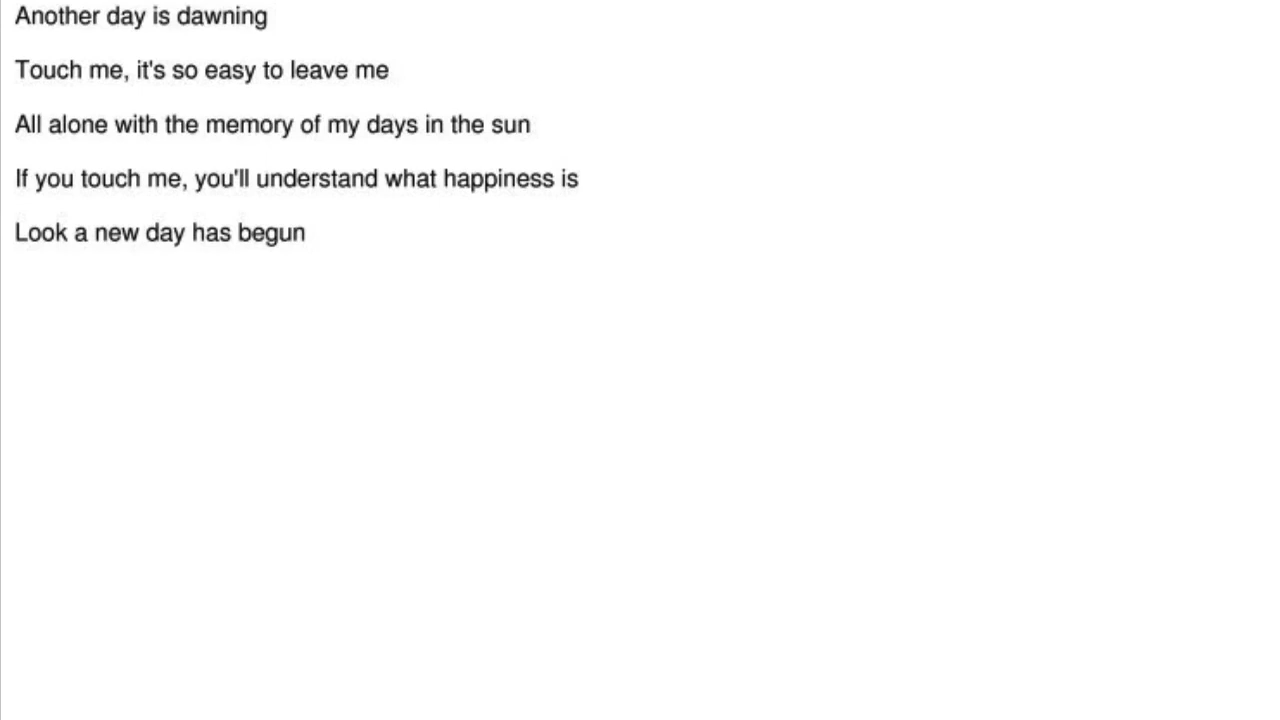 Another day is dawning
Touch me, it's so easy to leave me
All alone with the memory of my days in the sun
If you touch me, you'll understand what happiness is
Look a new day has begun